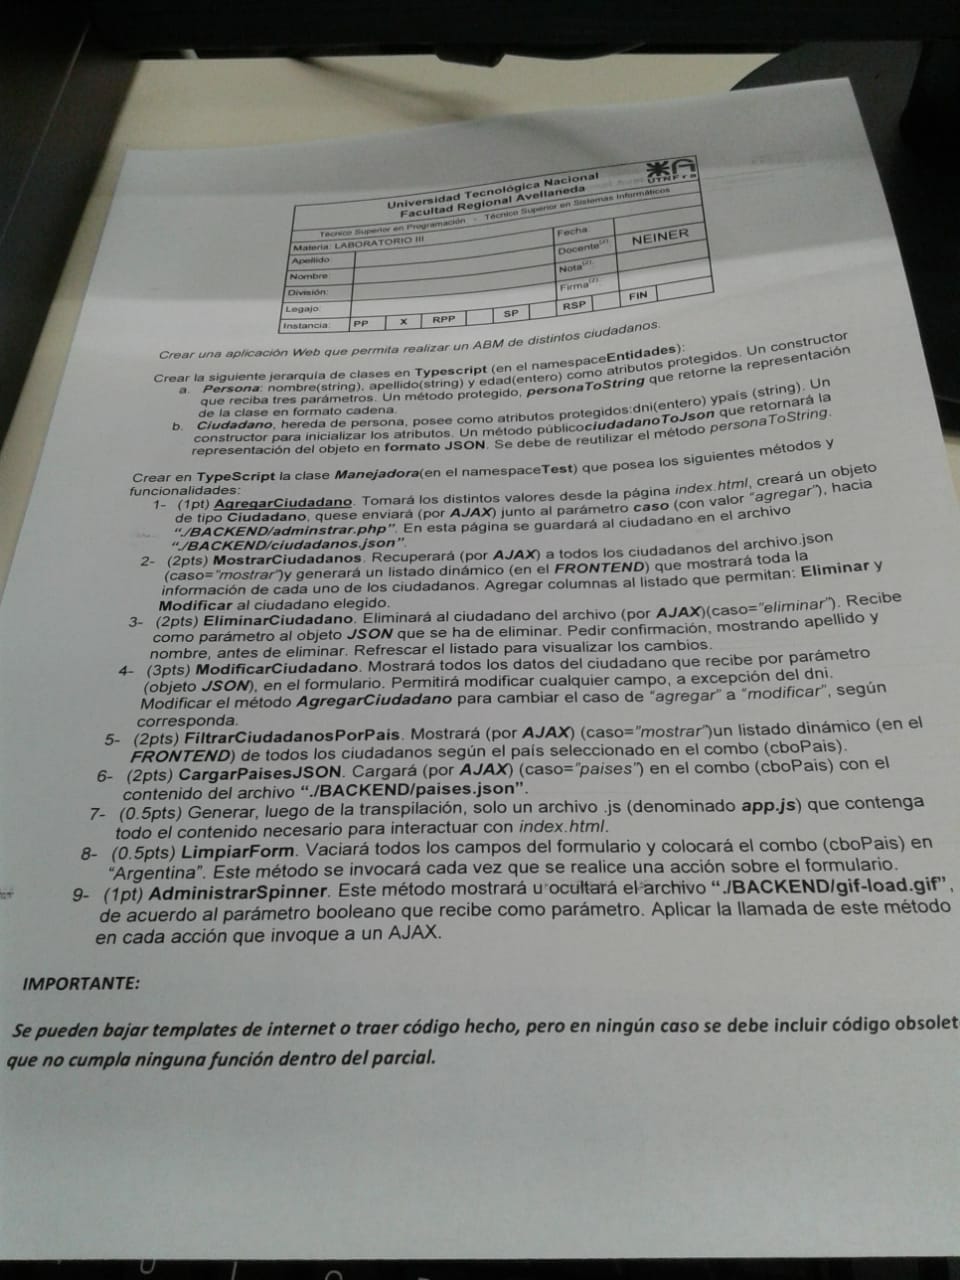 Universidad Tecnológica Nacional
Facultad Regional Avellaneda
UTNFra
Técnico Superior en Programación - Técnico Superior en Sistemas Informáticos
Materia: LABORATORIO III
Apellido:
Fecha:
Nombre:
Docente(2):
NEINER
División:
Nota(2):
Legajo:
Firma(2):
Instancia:
PP
X
RPP
SP
RSP
FIN
Crear una aplicación Web que permita realizar un ABM de distintos ciudadanos.
Crear la siguiente jerarquía de clases en Typescript (en el namespaceEntidades):
a. Persona: nombre(string), apellido(string) y edad(entero) como atributos protegidos. Un constructor
que reciba tres parámetros. Un método protegido, personaToString que retorne la representación
de la clase en formato cadena.
b. Ciudadano, hereda de persona, posee como atributos protegidos:dni(entero) ypaís (string). Un
constructor para inicializar los atributos. Un método públicociudadanoToJson que retornará la
representación del objeto en formato JSON. Se debe de reutilizar el método personaToString.
Crear en TypeScript la clase Manejadora(en el namespaceTest) que posea los siguientes métodos y
funcionalidades:
1- (1pt) AgregarCiudadano. Tomará los distintos valores desde la página index.html, creará un objeto
de tipo Ciudadano, quese enviará (por AJAX) junto al parámetro caso (con valor “agregar”), hacia
“./BACKEND/adminstrar.php”. En esta página se guardará al ciudadano en el archivo
“./BACKEND/ciudadanos.json”.
2- (2pts) MostrarCiudadanos. Recuperará (por AJAX) a todos los ciudadanos del archivo.json
(caso=“mostrar”)y generará un listado dinámico (en el FRONTEND) que mostrará toda la
información de cada uno de los ciudadanos. Agregar columnas al listado que permitan: Eliminar y
Modificar al ciudadano elegido.
3- (2pts) EliminarCiudadano. Eliminará al ciudadano del archivo (por AJAX)(caso=“eliminar”). Recibe
como parámetro al objeto JSON que se ha de eliminar. Pedir confirmación, mostrando apellido y
nombre, antes de eliminar. Refrescar el listado para visualizar los cambios.
4- (3pts) ModificarCiudadano. Mostrará todos los datos del ciudadano que recibe por parámetro
(objeto JSON), en el formulario. Permitirá modificar cualquier campo, a excepción del dni.
Modificar el método AgregarCiudadano para cambiar el caso de “agregar” a “modificar”, según
corresponda.
5- (2pts) FiltrarCiudadanosPorPais. Mostrará (por AJAX) (caso=“mostrar”)un listado dinámico (en el
FRONTEND) de todos los ciudadanos según el país seleccionado en el combo (cboPais).
6- (2pts) CargarPaisesJSON. Cargará (por AJAX) (caso=“paises”) en el combo (cboPais) con el
contenido del archivo “./BACKEND/paises.json”.
7- (0.5pts) Generar, luego de la transpilación, solo un archivo .js (denominado app.js) que contenga
todo el contenido necesario para interactuar con index.html.
8- (0.5pts) LimpiarForm. Vaciará todos los campos del formulario y colocará el combo (cboPais) en
“Argentina”. Este método se invocará cada vez que se realice una acción sobre el formulario.
9- (1pt) AdministrarSpinner. Este método mostrará u ocultará el archivo “./BACKEND/gif-load.gif”,
de acuerdo al parámetro booleano que recibe como parámetro. Aplicar la llamada de este método
en cada acción que invoque a un AJAX.
IMPORTANTE:
Se pueden bajar templates de internet o traer código hecho, pero en ningún caso se debe incluir código obsolet
que no cumpla ninguna función dentro del parcial.